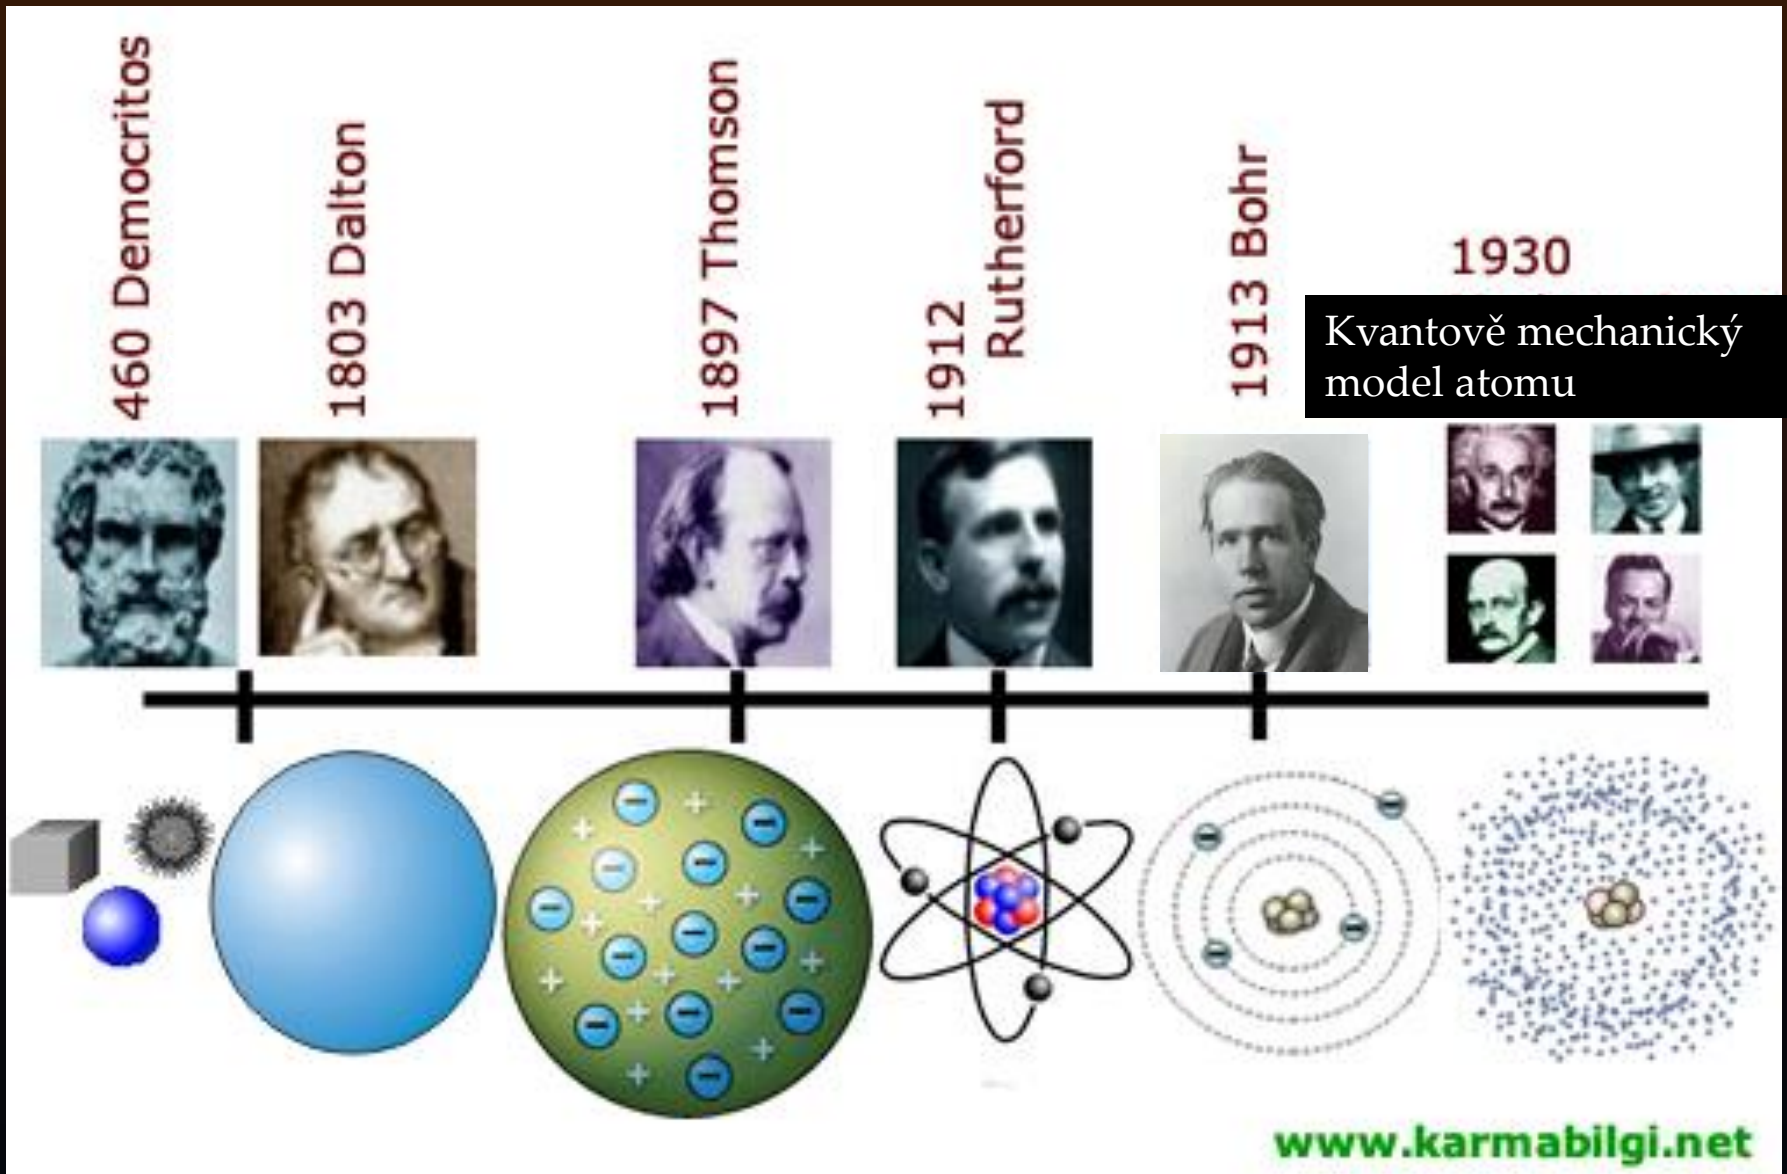 460 Democritos
1803 Dalton
1897 Thomson
1912
Rutherford
1913 Bohr
1930
Kvantově mechanický
model atomu
www.karmabilgi.net